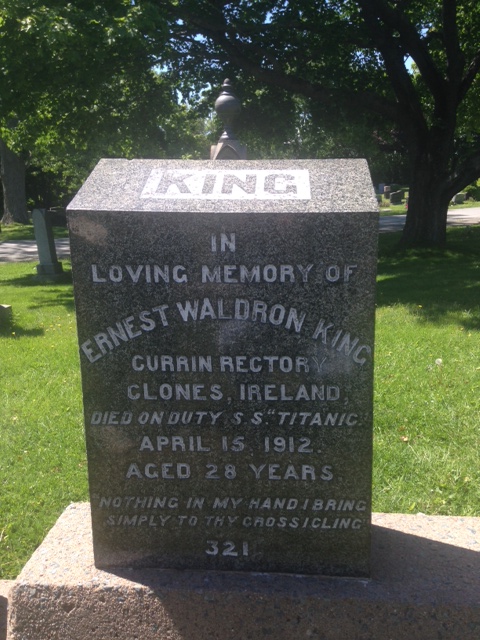 KING
IN
LOVING MEMORY OF
ERNEST WALDRON KING
CURRIN RECTORY
CLONES, IRELAND,
DIED ON DUTY S.S. "TITANIC."
APRIL 15, 1912.
AGED 28 YEARS.
"NOTHING IN MY HAND I BRING
SIMPLY TO THY CROSS I CLING
321